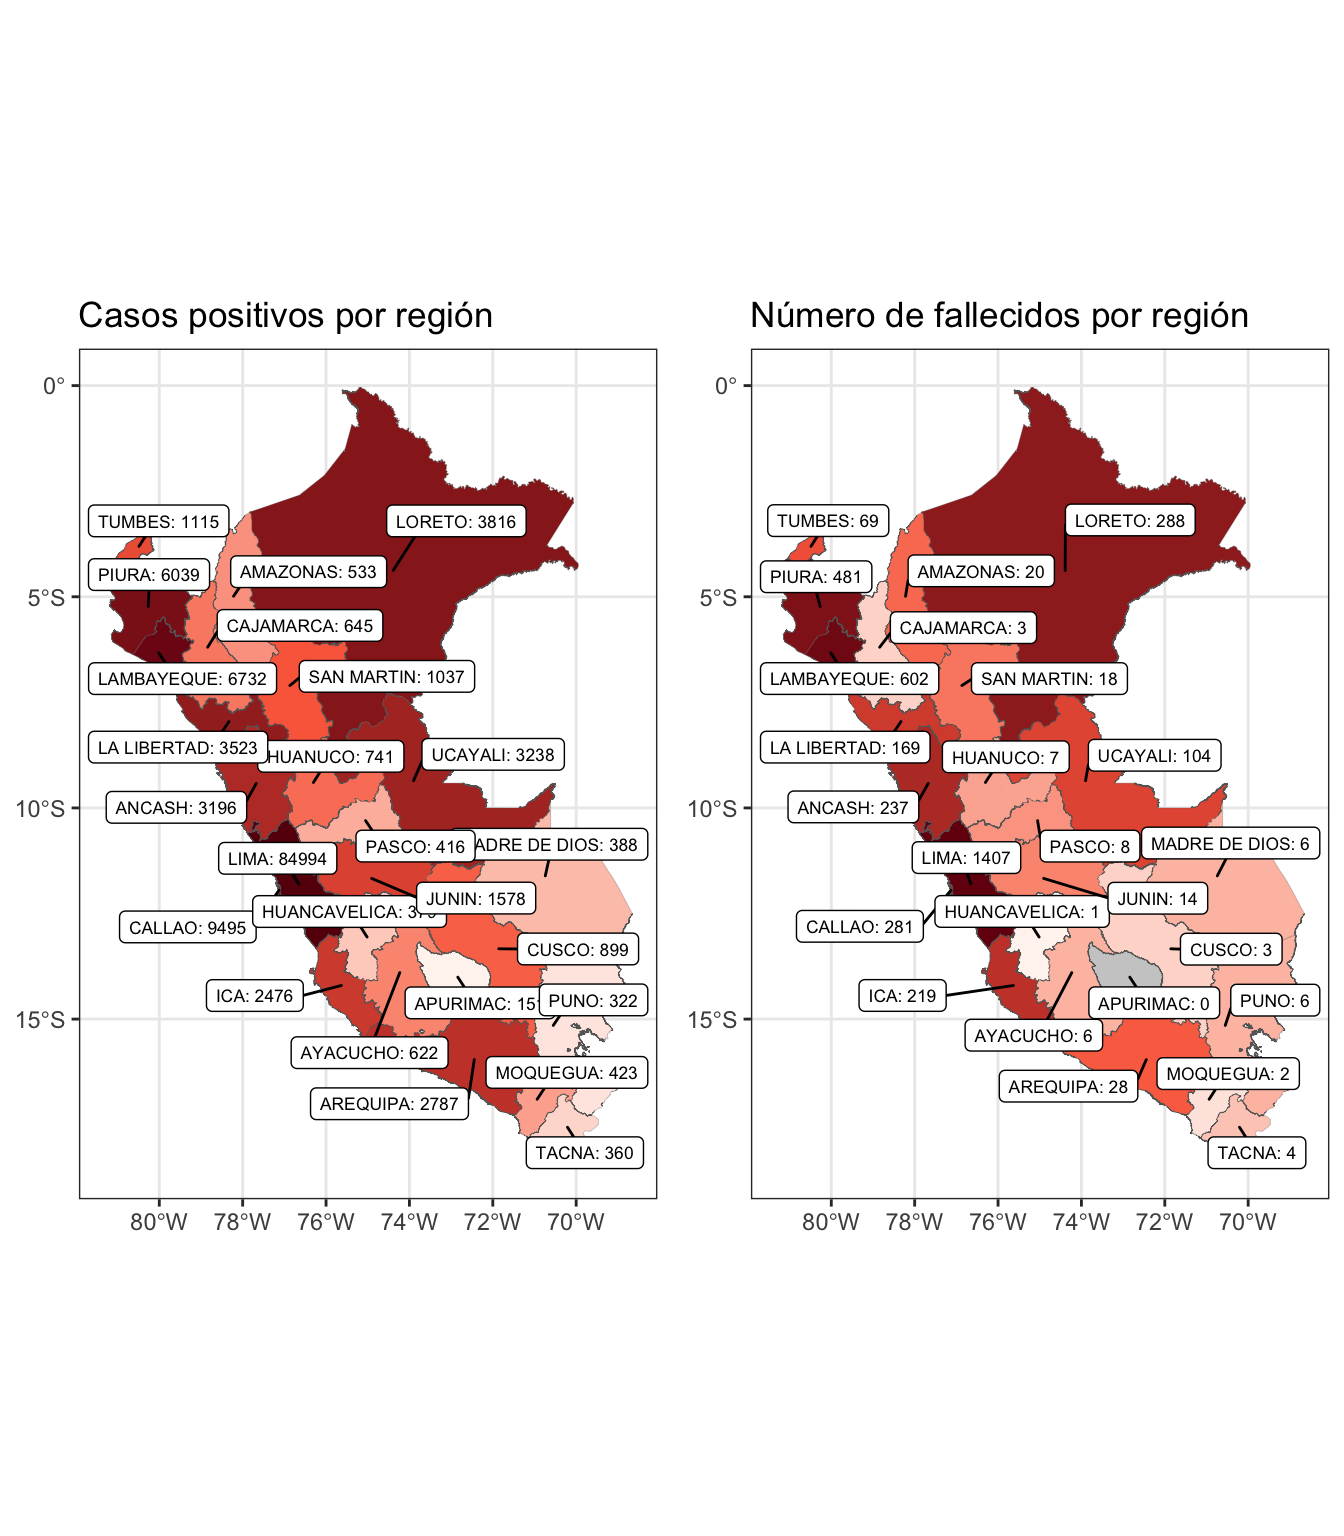 Casos positivos por región
0°
5°S
10°S
15°S
TUMBES: 1115
LORETO: 3816
PIURA: 6039
AMAZONAS: 533
CAJAMARCA: 645
LAMBAYEQUE: 6732
SAN MARTIN: 1037
LA LIBERTAD: 3523
HUANUCO: 741
UCAYALI: 3238
ANCASH: 3196
LIMA: 84994
PASCO: 416
DE DIOS: 388
JUNIN: 1578
CALLAO: 9495
HUANCAVELICA:
CUSCO: 899
ICA: 2476
APURIMAC:
PUNO: 322
AYACUCHO: 622
MOQUEGUA: 423
AREQUIPA: 2787
TACNA: 360
80°W 78°W 76°W 74°W 72°W 70°W
Número de fallecidos por región
0°
5°S
10°S
15°S
TUMBES: 69
LORETO: 288
PIURA: 481
AMAZONAS: 20
CAJAMARCA: 3
LAMBAYEQUE: 602
SAN MARTIN: 18
LA LIBERTAD: 169
HUANUCO: 7
UCAYALI: 104
ANCASH: 237
LIMA: 1407
PASCO: 8
MADRE DE DIOS: 6
JUNIN: 14
CALLAO: 281
HUANCAVELICA: 1
CUSCO: 3
ICA: 219
APURIMAC: 0
PUNO: 6
AYACUCHO: 6
MOQUEGUA: 2
AREQUIPA: 28
TACNA: 4
80°W 78°W 76°W 74°W 72°W 70°W